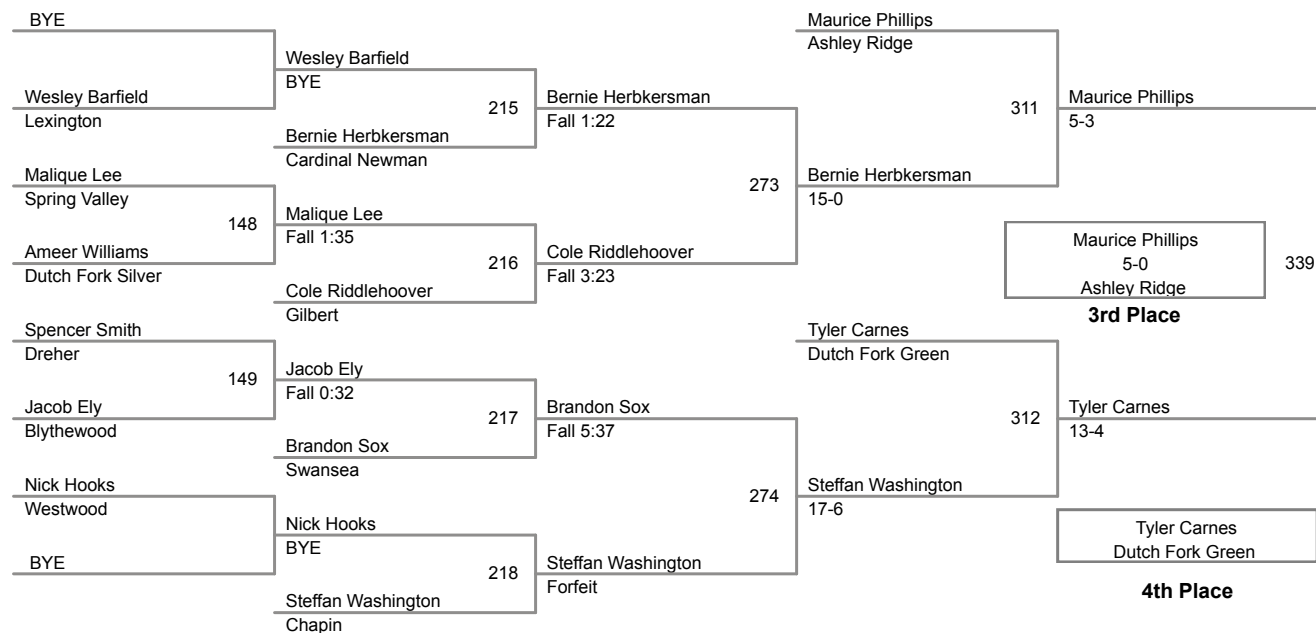 BYE
Wesley Barfield
Lexington
Malique Lee
Spring Valley
148
Ameer Williams
Dutch Fork Silver
Spencer Smith
Dreher
149
Jacob Ely
Blythewood
Nick Hooks
Westwood
BYE
Wesley Barfield
BYE
215
Bernie Herbkersman
Cardinal Newman
Malique Lee
Fall 1:35
216
Cole Riddlehoover
Gilbert
Jacob Ely
Fall 0:32
217
Brandon Sox
Swansea
Nick Hooks
BYE
218
Steffan Washington
Chapin
Bernie Herbkersman
Fall 1:22
273
Cole Riddlehoover
Fall 3:23
Brandon Sox
Fall 5:37
274
Steffan Washington
Forfeit
Maurice Phillips
Ashley Ridge
311
Bernie Herbkersman
15-0
Tyler Carnes
Dutch Fork Green
312
Steffan Washington
17-6
Maurice Phillips
5-3
Maurice Phillips
5-0
Ashley Ridge
339
3rd Place
Tyler Carnes
13-4
Tyler Carnes
Dutch Fork Green
4th Place